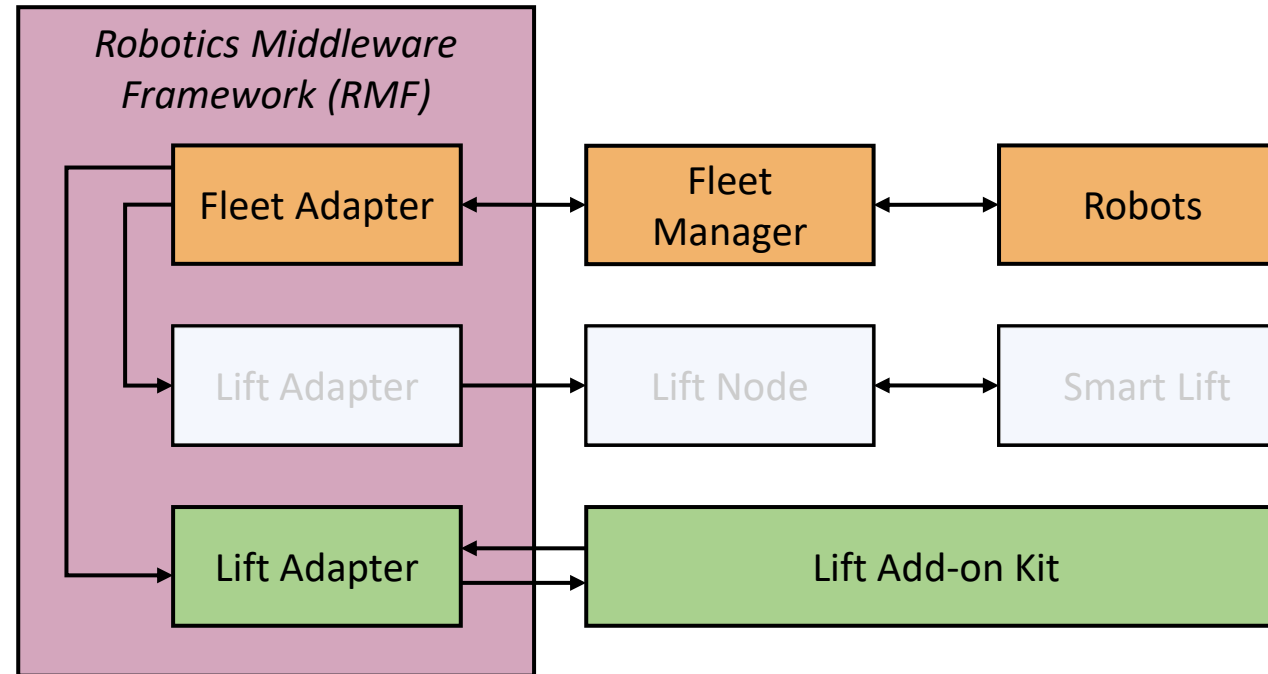 Robotics Middleware
Framework (RMF)
Fleet Adapter
Fleet
Manager
Robots
Lift Adapter
Lift Node
Smart Lift
Lift Adapter
Lift Add-on Kit